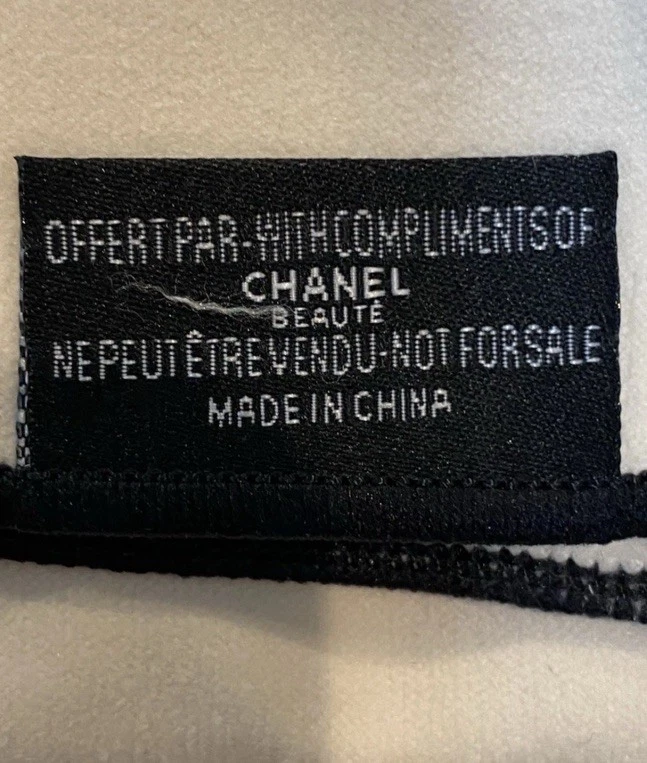 OFFERT PAR-WITH COMPLIMENTS OF
CHANEL
BEAUTÉ
NE PEUT ÊTRE VENDU-NOT FOR SALE
MADE IN CHINA